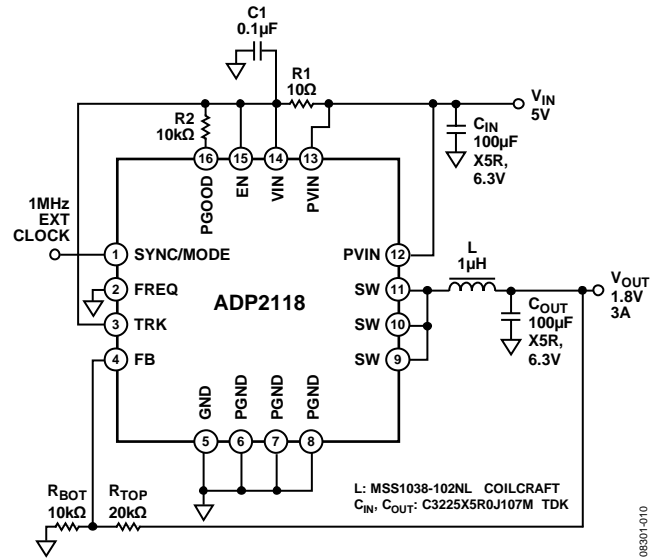 C1
0.1µF
R1
10Ω
R2
10kΩ
VIN
5V
CIN
100µF
X5R,
6.3V
16
15
14
13
PGOOD
EN
VIN
PVIN
1MHz
EXT
CLOCK
1
SYNC/MODE
PVIN
12
2
FREQ
ADP2118
SW
11
L
1µH
VOUT
1.8V
3A
3
TRK
SW
10
COUT
100µF
X5R,
6.3V
4
FB
SW
9
GND
PGND
PGND
PGND
5
6
7
8
RBOT
10kΩ
RTOP
20kΩ
L: MSS1038-102NL COILCRAFT
CIN, COUT: C3225X5R0J107M TDK
08301-010